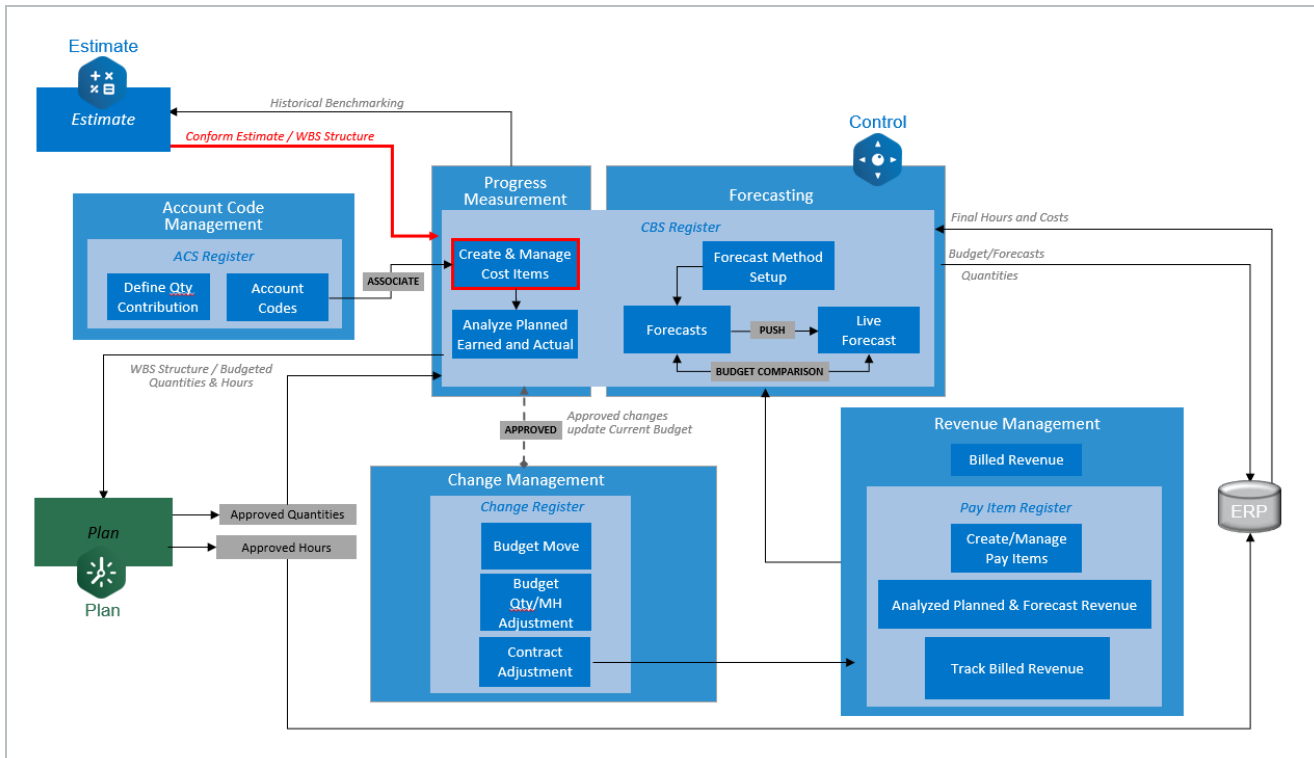 Estimate
Estimate
Historical Benchmarking
Conform Estimate / WBS Structure
Control
Progress
Measurement
Forecasting
Account Code
Management
ACS Register
Define Qty
Contribution
Account
Codes
ASSOCIATE
CBS Register
Create & Manage
Cost Items
Analyze Planned
Earned and Actual
Forecast Method
Setup
Forecasts
PUSH
Live
Forecast
BUDGET COMPARISON
Final Hours and Costs
Budget/Forecasts
Quantities
WBS Structure / Budgeted
Quantities & Hours
APPROVED
Approved changes
update Current Budget
Plan
Plan
Approved Quantities
Approved Hours
Change Management
Change Register
Budget Move
Budget
Qty/MH
Adjustment
Contract
Adjustment
Revenue Management
Billed Revenue
Pay Item Register
Create/Manage
Pay Items
Analyzed Planned & Forecast Revenue
Track Billed Revenue
ERP